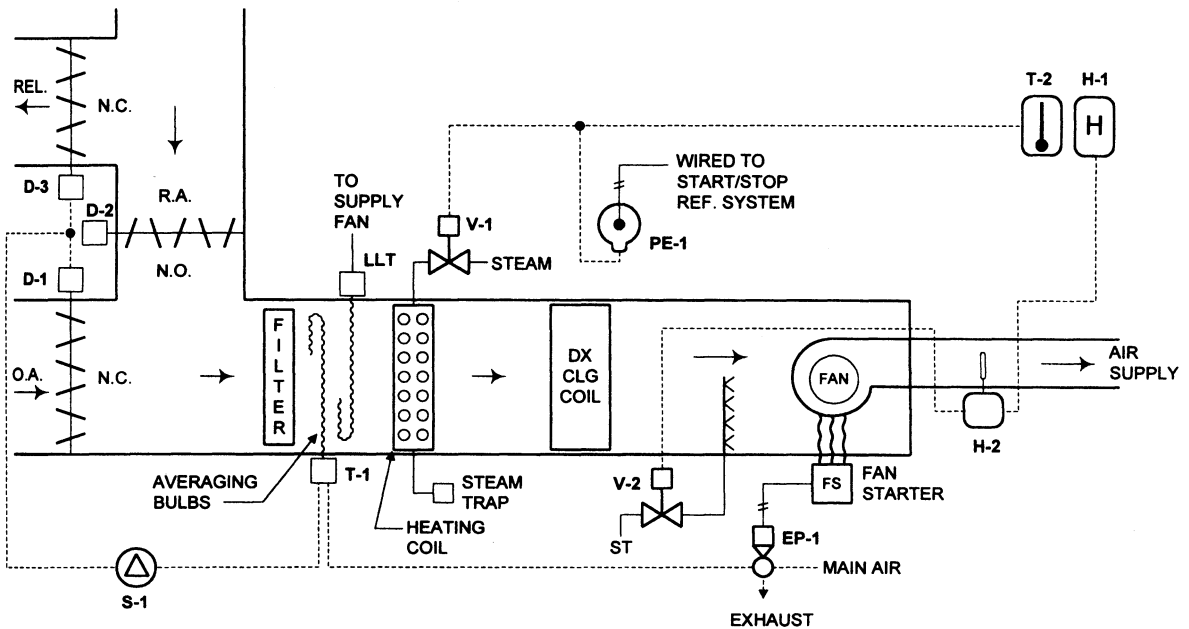 REL.
N.C.
D-3
R.A.
D-2
N.O.
D-1
O.A.
N.C.
TO
SUPPLY
FAN
LLT
V-1
STEAM
WIRED TO
START/STOP
REF. SYSTEM
PE-1
T-2
H-1
H
FILTER
DX
CLG
COIL
FAN
AIR
SUPPLY
H-2
AVERAGING
BULBS
T-1
STEAM
TRAP
HEATING
COIL
V-2
ST
FS
FAN
STARTER
EP-1
MAIN AIR
EXHAUST
S-1